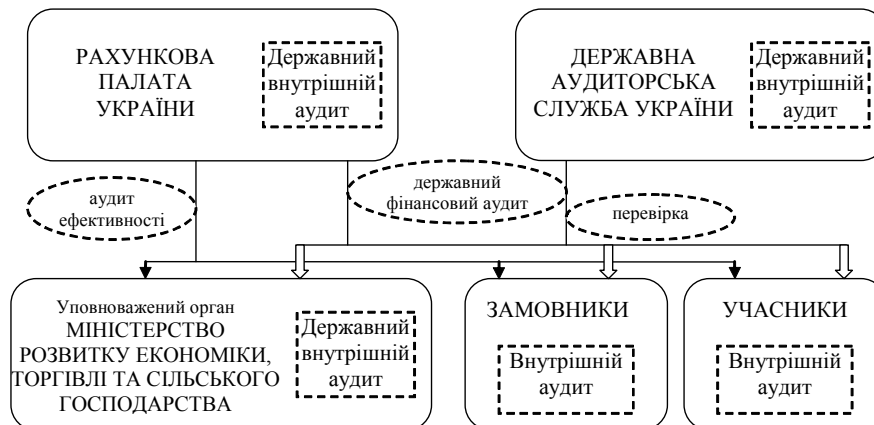 РАХУНКОВА
ПАЛАТА
УКРАЇНИ
Державний
внутрішній
аудит
ДЕРЖАВНА
АУДИТОРСЬКА
СЛУЖБА УКРАЇНИ
Державний
внутрішній
аудит
аудит
ефективності
державний
фінансовий аудит
перевірка
Уповноважений орган
МІНІСТЕРСТВО
РОЗВИТКУ ЕКОНОМІКИ,
ТОРГІВЛІ ТА СІЛЬСЬКОГО
ГОСПОДАРСТВА
Державний
внутрішній
аудит
ЗАМОВНИКИ
Внутрішній
аудит
УЧАСНИКИ
Внутрішній
аудит